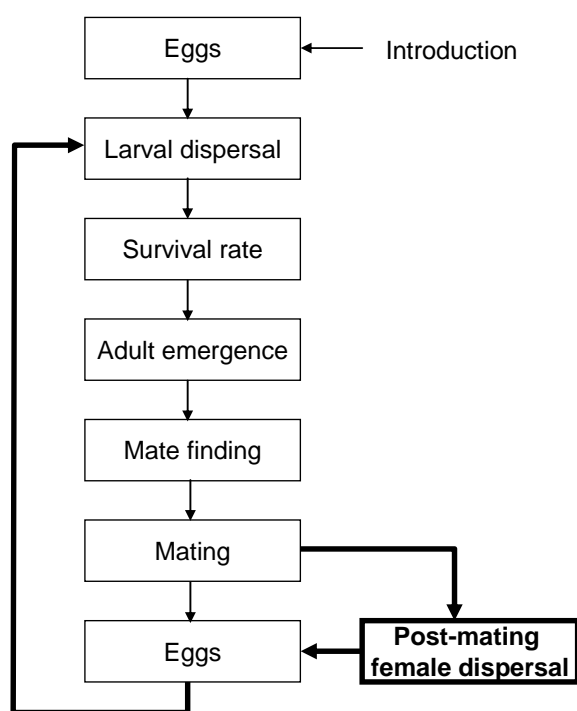 Eggs
Introduction
Larval dispersal
Survival rate
Adult emergence
Mate finding
Mating
Eggs
Post-mating
female dispersal